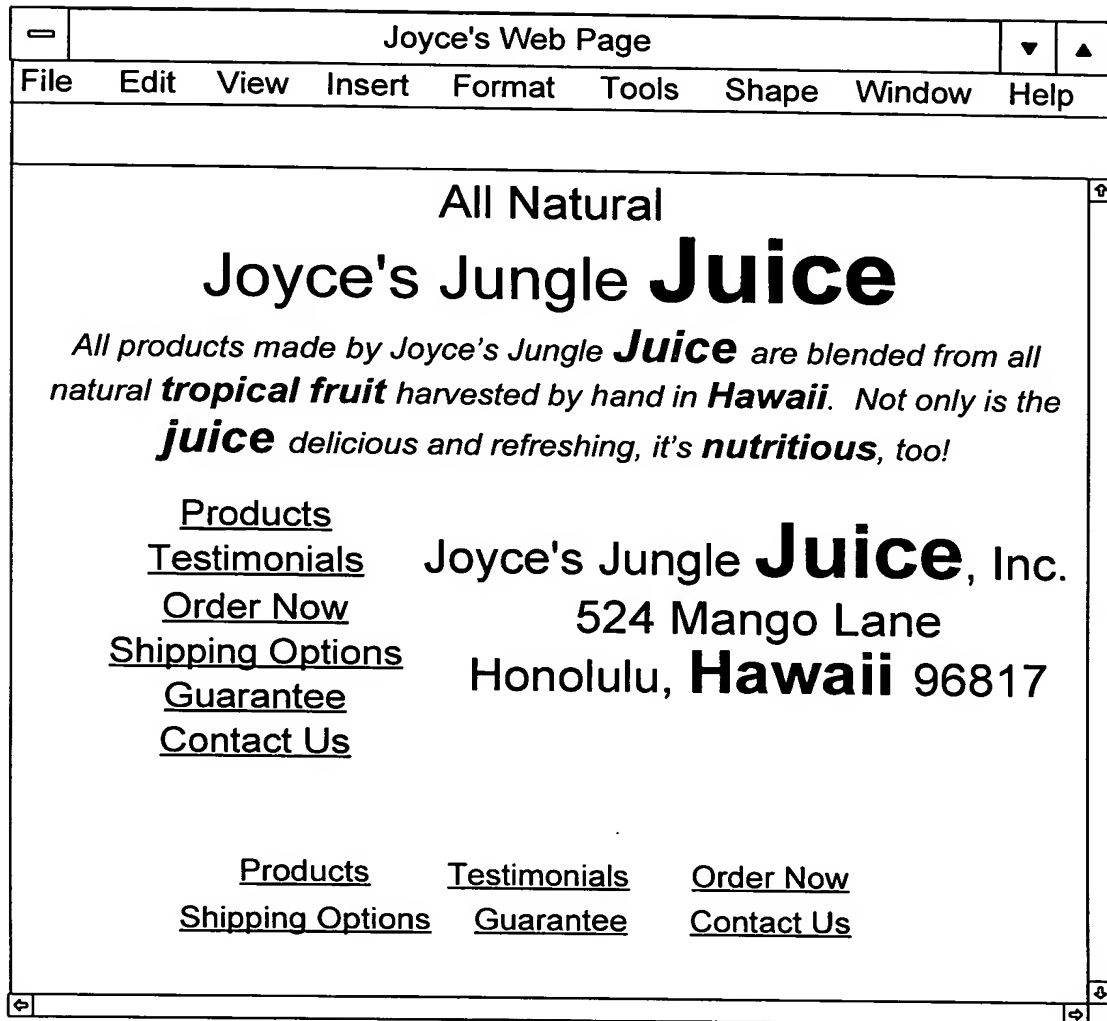 Joyce's Web Page
File Edit View Insert Format Tools Shape Window Help
All Natural
Joyce's Jungle Juice
All products made by Joyce's Jungle Juice are blended from all
natural tropical fruit harvested by hand in Hawaii. Not only is the
juice delicious and refreshing, it's nutritious, too!
Products
Testimonials
Order Now
Shipping Options
Guarantee
Contact Us
Joyce's Jungle Juice, Inc.
524 Mango Lane
Honolulu, Hawaii 96817
Products Testimonials Order Now
Shipping Options Guarantee Contact Us